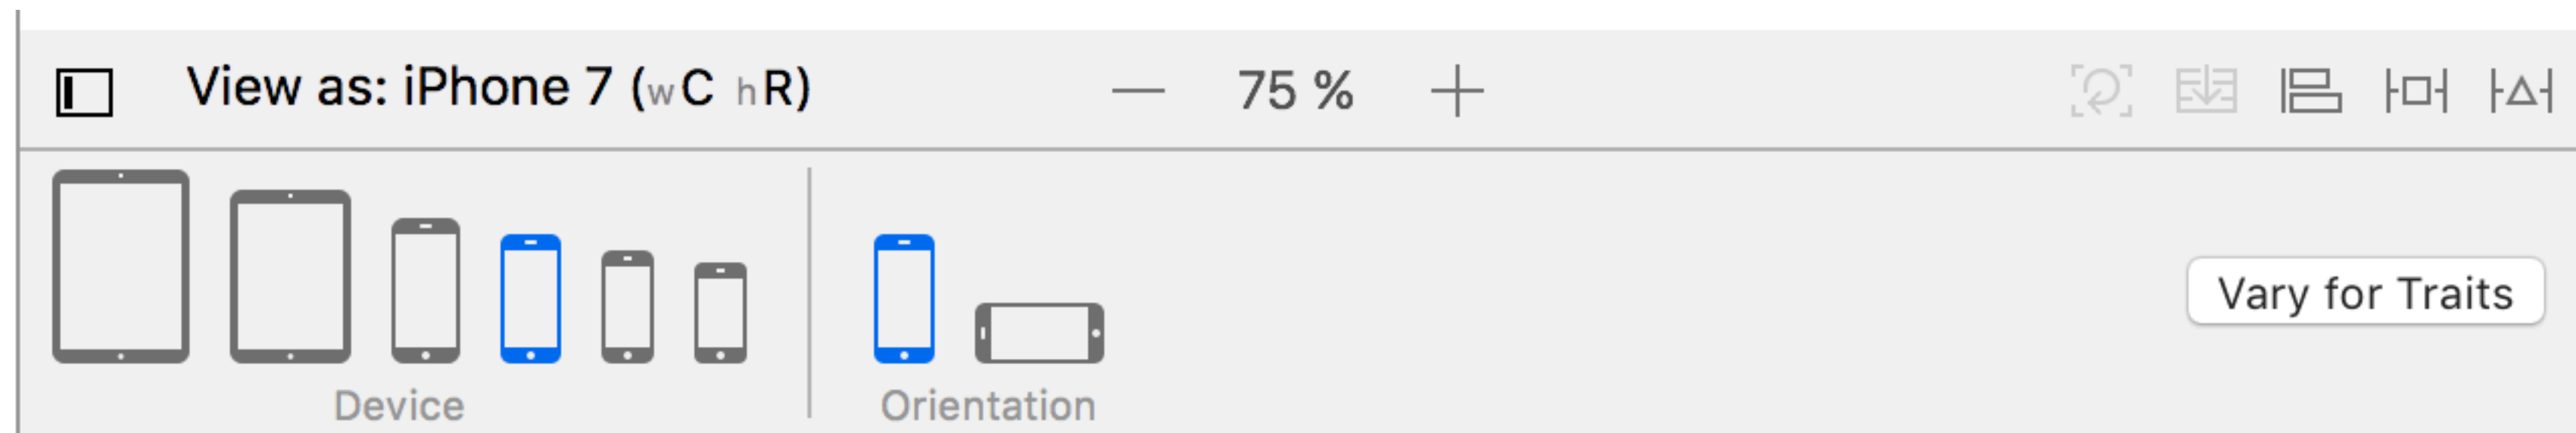 View as: iPhone 7 (wC hR)
75 %
Vary for Traits
Device
Orientation